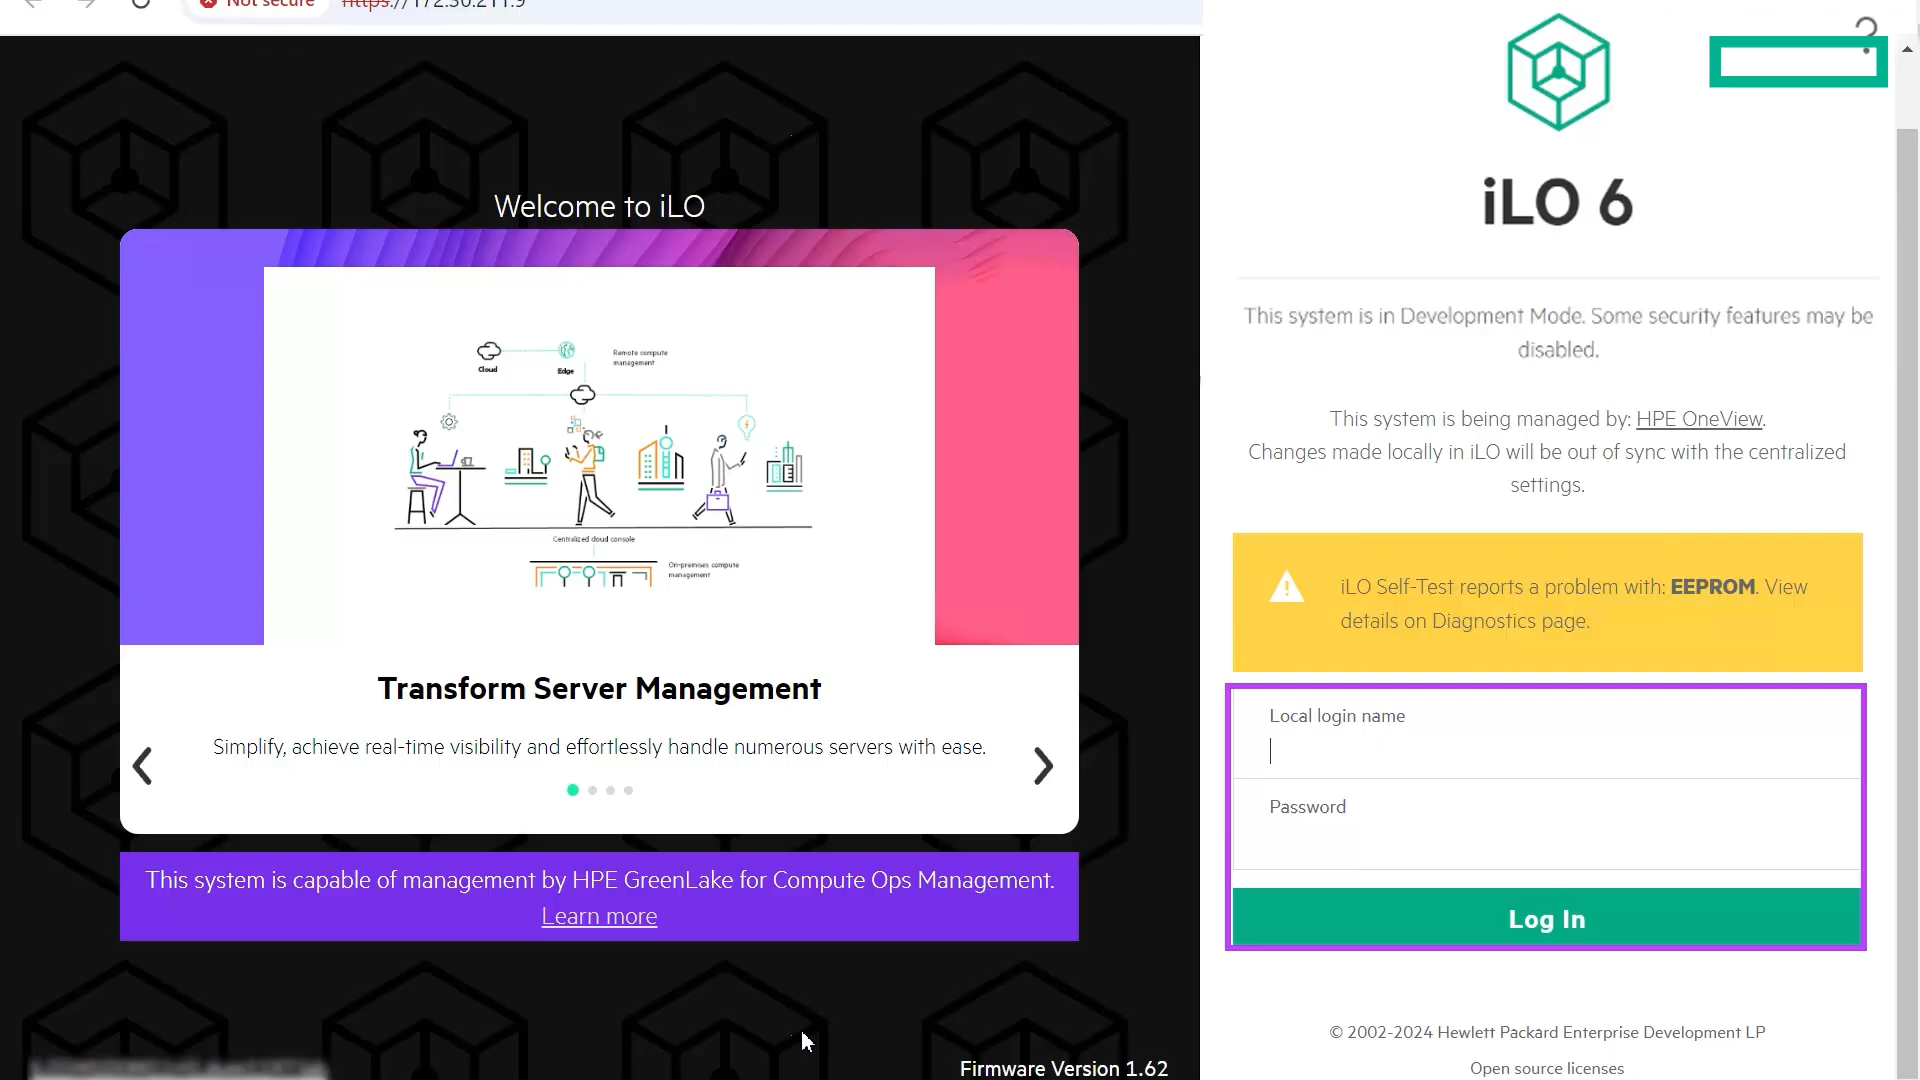 Not secure
https://172.30.211.9
Welcome to iLO
Cloud
Edge
Remote compute
management
Centralized cloud console
On-premises compute
management
Transform Server Management
Simplify, achieve real-time visibility and effortlessly handle numerous servers with ease.
This system is capable of management by HPE GreenLake for Compute Ops Management.
Learn more
Firmware Version 1.62
iLO 6
This system is in Development Mode. Some security features may be
disabled.
This system is being managed by: HPE OneView.
Changes made locally in iLO will be out of sync with the centralized
settings.
iLO Self-Test reports a problem with: EEPROM. View
details on Diagnostics page.
Local login name
Password
Log In
© 2002-2024 Hewlett Packard Enterprise Development LP
Open source licenses